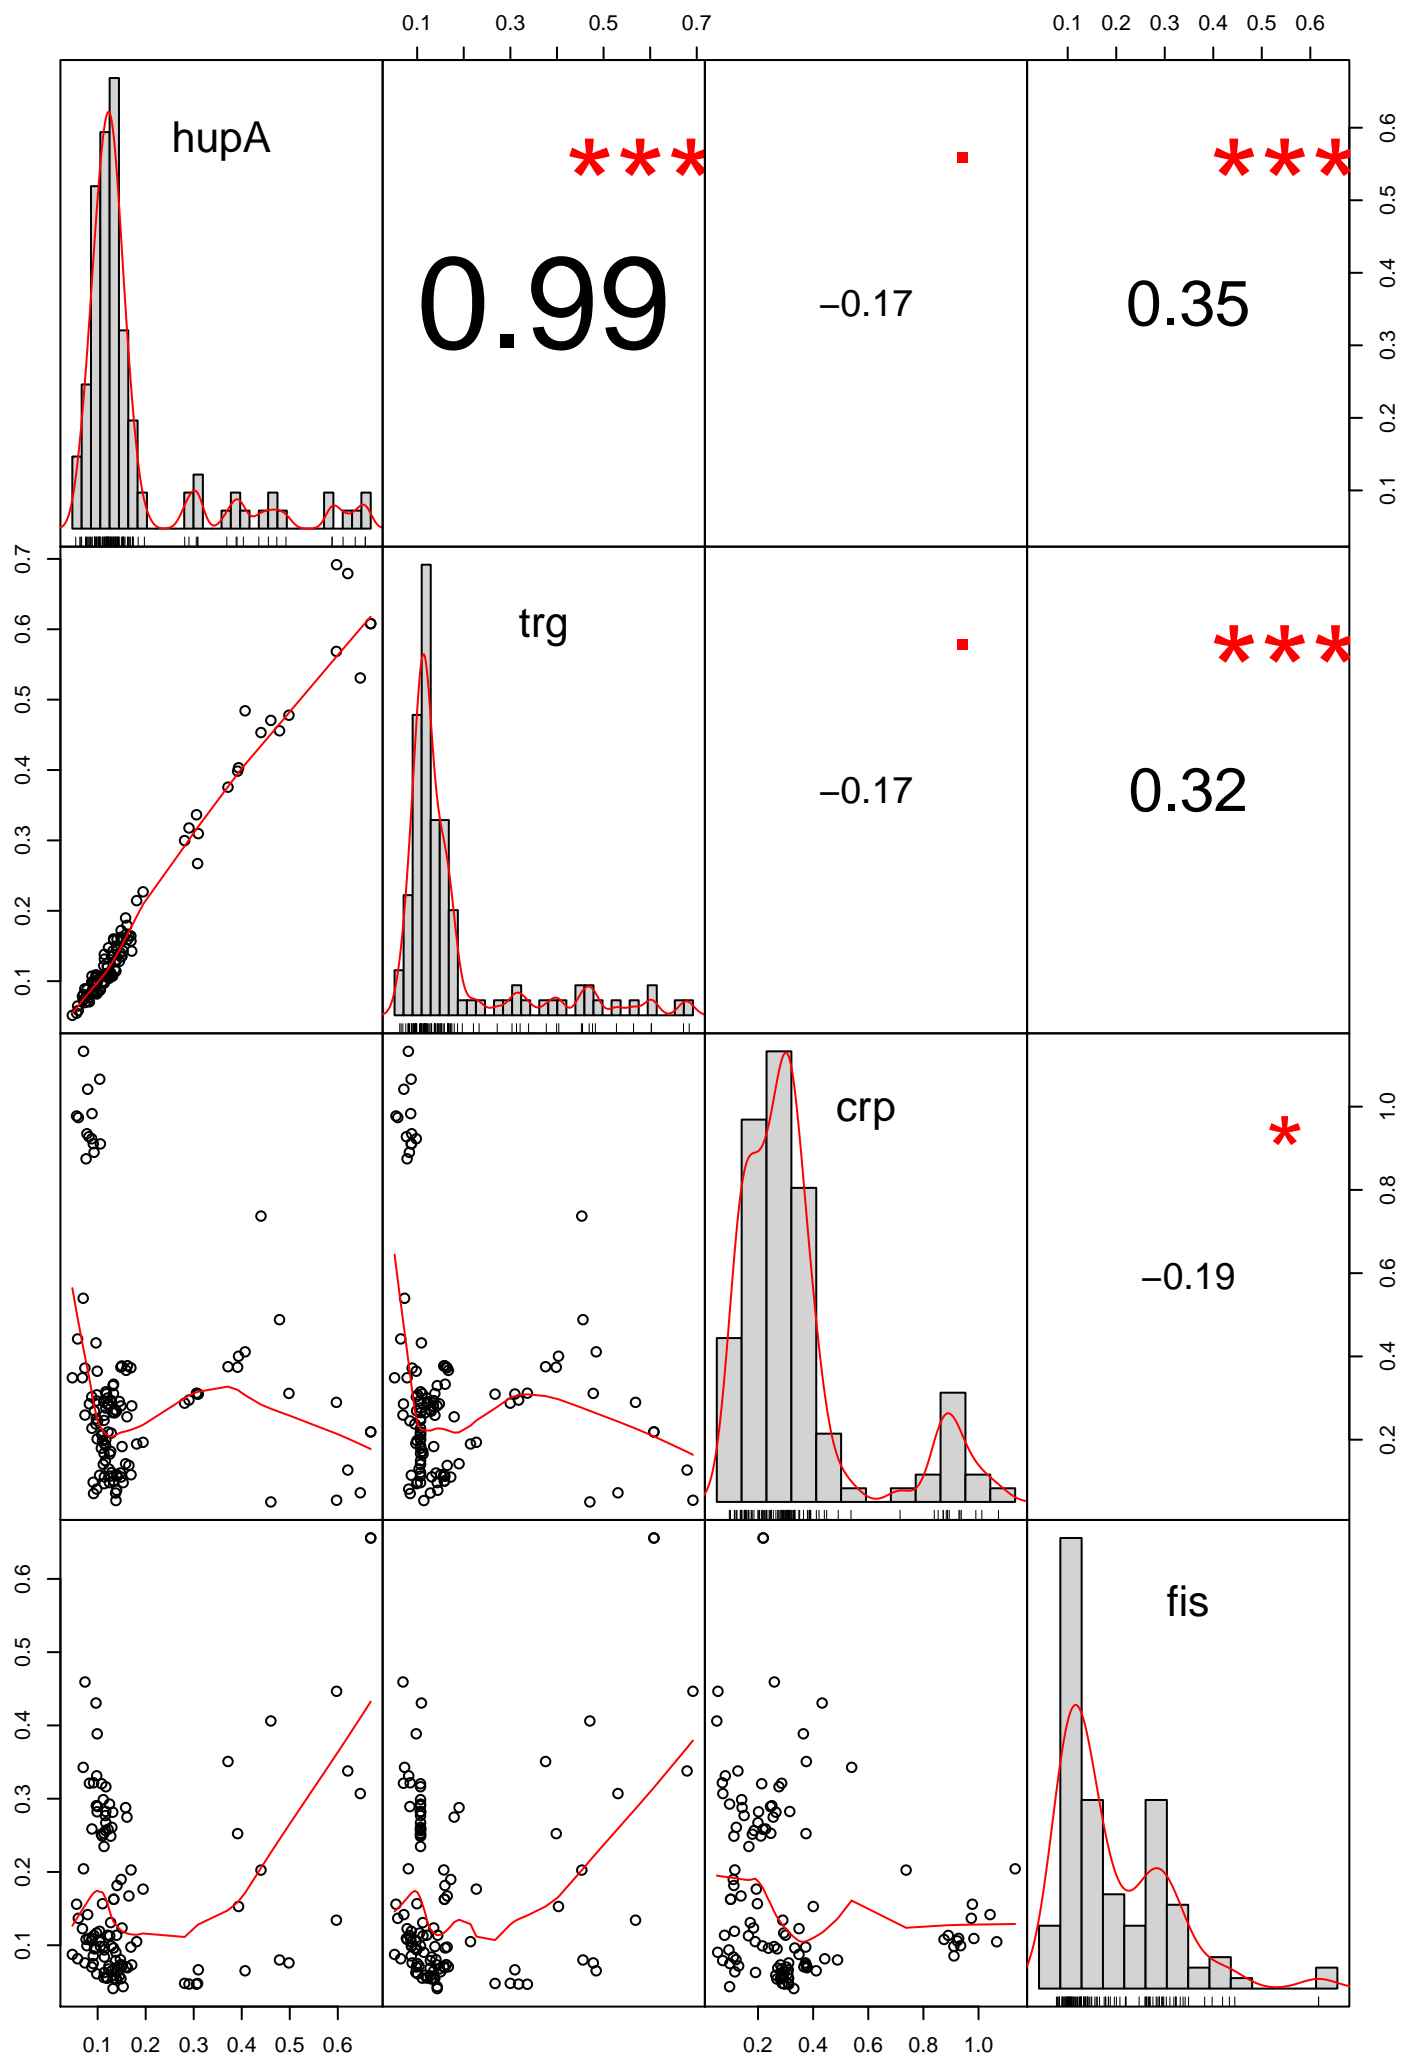 0.1 0.3 0.5 0.7 0.1 0.2 0.3 0.4 0.5 0.6
hupA *** 0.99 . −0.17 *** 0.35
0.1 0.2 0.3 0.4 0.5 0.6
0.1 0.2 0.3 0.4 0.5 0.6 0.7
trg . −0.17 *** 0.32
crp * −0.19
0.2 0.4 0.6 0.8 1.0
0.1 0.2 0.3 0.4 0.5 0.6
fis
0.1 0.2 0.3 0.4 0.5 0.6 0.2 0.4 0.6 0.8 1.0